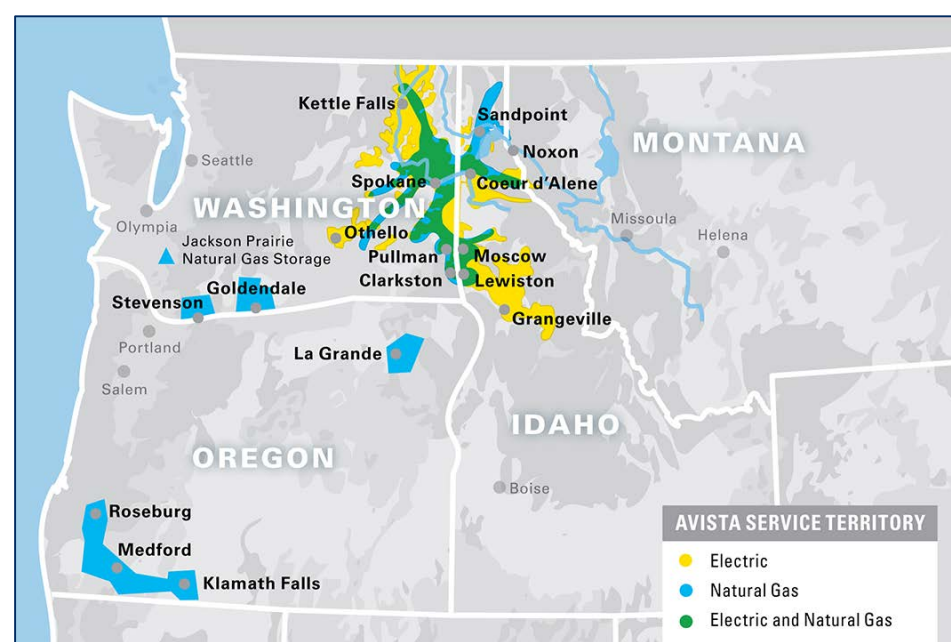 Kettle Falls
Sandpoint
MONTANA
Noxon
Seattle
Spokane
Coeur d'Alene
WASHINGTON
Missoula
Olympia
Othello
Helena
Jackson Prairie
Natural Gas Storage
Pullman
Moscow
Clarkston
Lewiston
Goldendale
Stevenson
Grangeville
Portland
La Grande
Salem
IDAHO
OREGON
Boise
Roseburg
AVISTA SERVICE TERRITORY
Medford
Electric
Klamath Falls
Natural Gas
Electric and Natural Gas